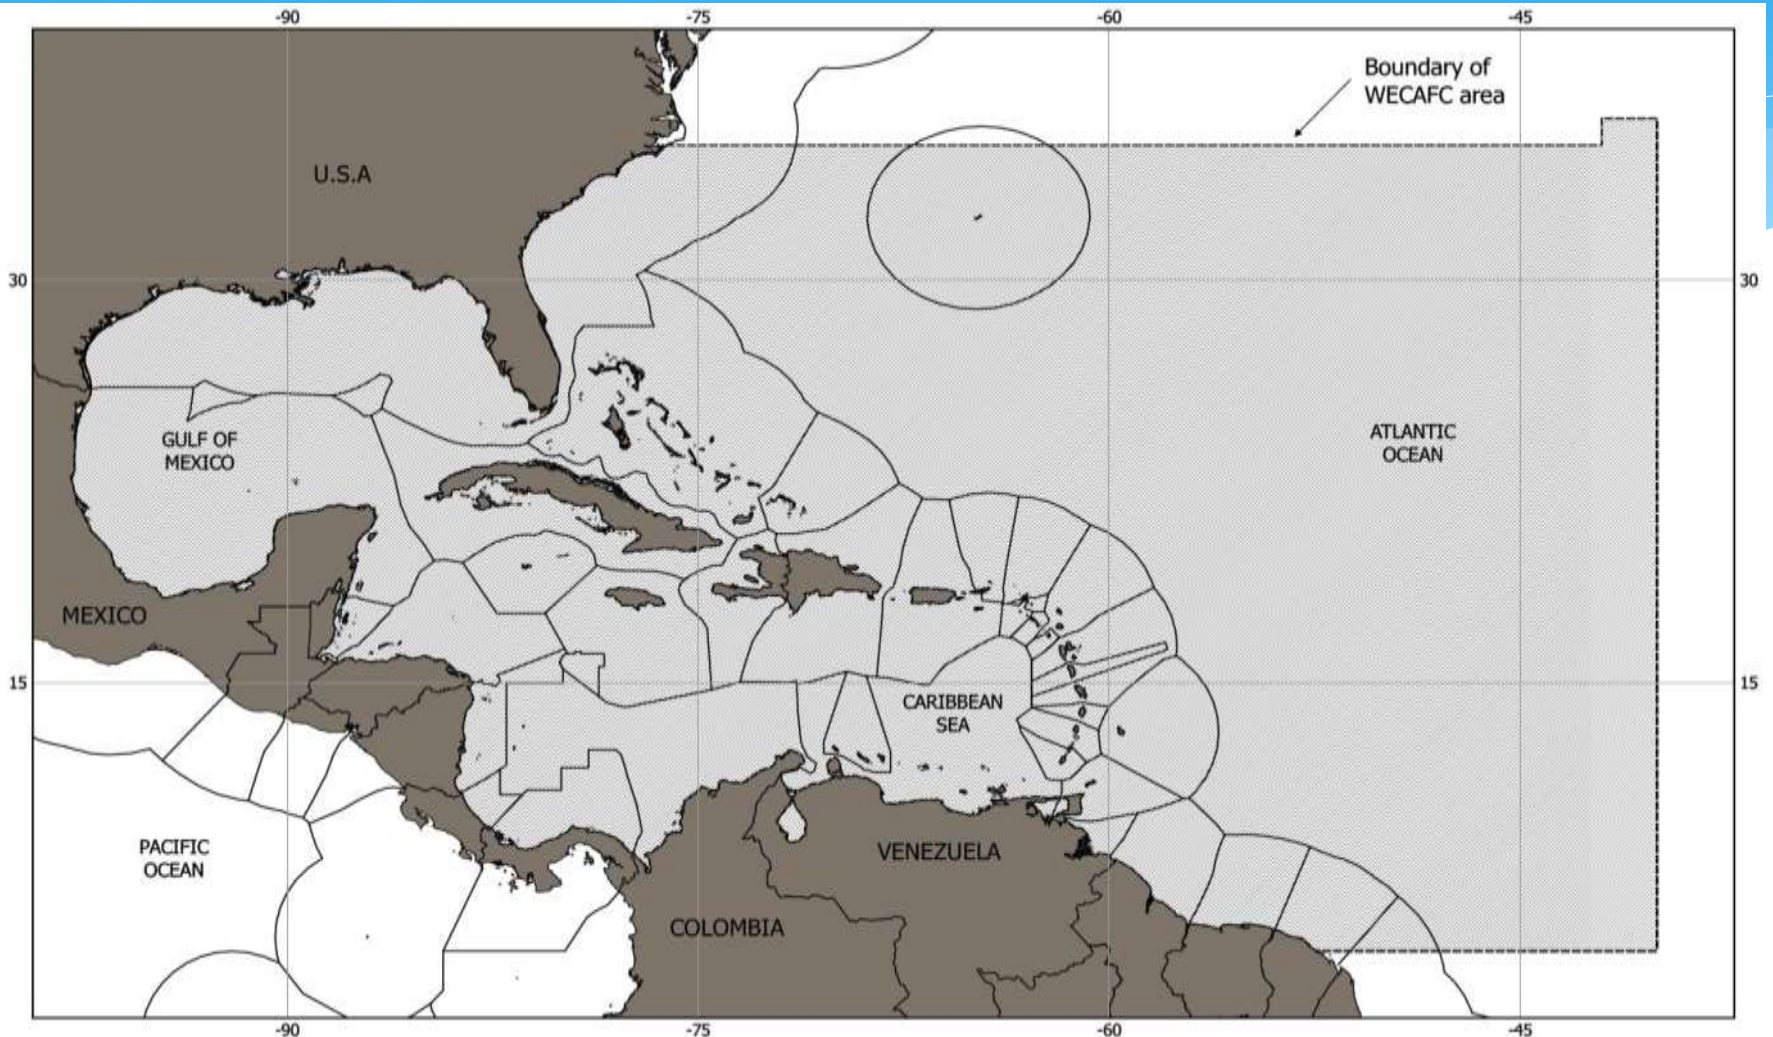 -90
-75
-60
-45
Boundary of
WECAFC area
U.S.A
30
30
GULF OF
MEXICO
ATLANTIC
OCEAN
MEXICO
15
15
CARIBBEAN
SEA
PACIFIC
OCEAN
VENEZUELA
COLOMBIA
-90
-75
-60
-45